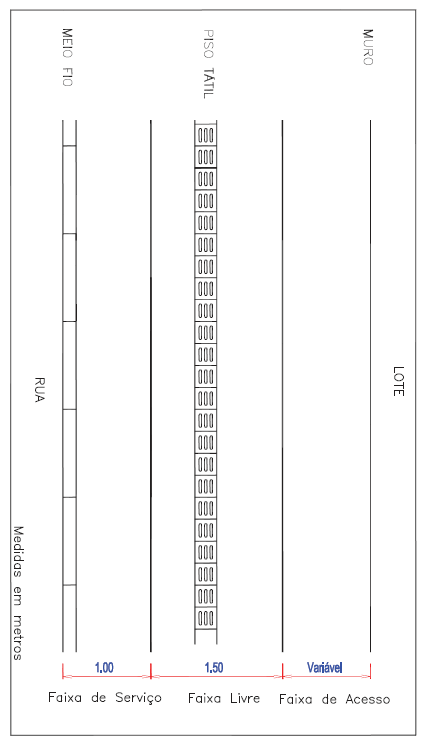 MEIO FIO
PISO TÁTIL
MURO
RUA
LOTE
Medidas em metros
1.00
1.50
Variável
Faixa de Serviço
Faixa Livre
Faixa de Acesso